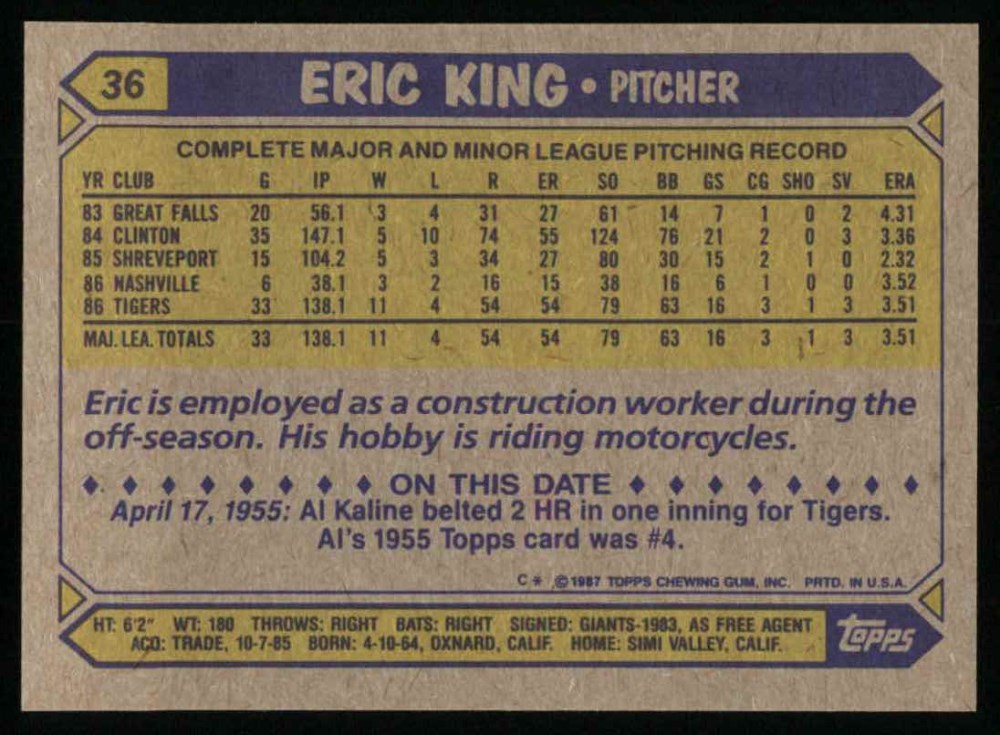 36 ERIC KING • PITCHER
COMPLETE MAJOR AND MINOR LEAGUE PITCHING RECORD
YR CLUB G IP W L R ER SO BB GS CG SHO SV ERA
83 GREAT FALLS 20 56.1 3 4 31 27 61 14 7 1 0 2 4.31
84 CLINTON 35 147.1 5 10 74 55 124 76 21 2 0 3 3.36
85 SHREVEPORT 15 104.2 5 3 34 27 80 30 15 2 1 0 2.32
86 NASHVILLE 6 38.1 3 2 16 15 38 16 6 1 0 0 3.52
86 TIGERS 33 138.1 11 4 54 54 79 63 16 3 1 3 3.51
MAJ. LEA. TOTALS 33 138.1 11 4 54 54 79 63 16 3 1 3 3.51
Eric is employed as a construction worker during the
off-season. His hobby is riding motorcycles.
ON THIS DATE
April 17, 1955: Al Kaline belted 2 HR in one inning for Tigers.
Al's 1955 Topps card was #4.
C* ©1987 TOPPS CHEWING GUM, INC. PRTD. IN U.S.A.
HT: 6'2" WT: 180 THROWS: RIGHT BATS: RIGHT SIGNED: GIANTS-1983, AS FREE AGENT
ACQ: TRADE, 10-7-85 BORN: 4-10-64, OXNARD, CALIF. HOME: SIMI VALLEY, CALIF.
Topps